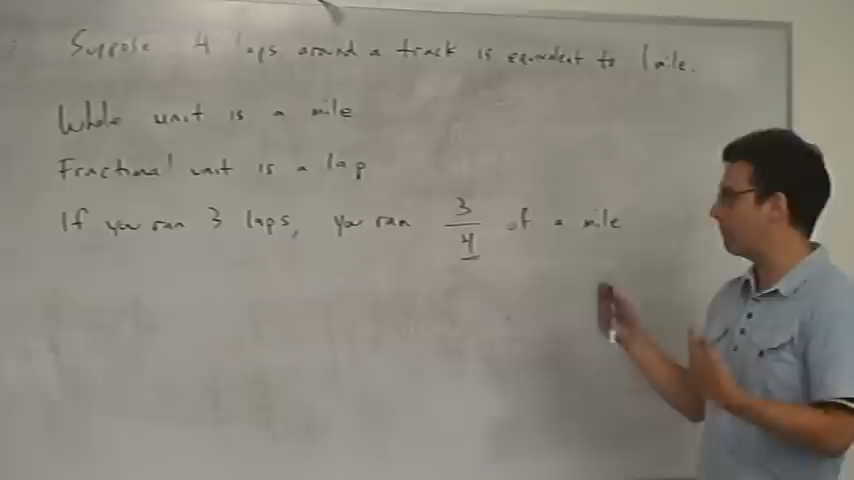 Suppose 4 laps around a track is equivalent to 1 mile.
Whole unit is a mile
Fractional unit is a lap
If you ran 3 laps, you ran 3/4 of a mile